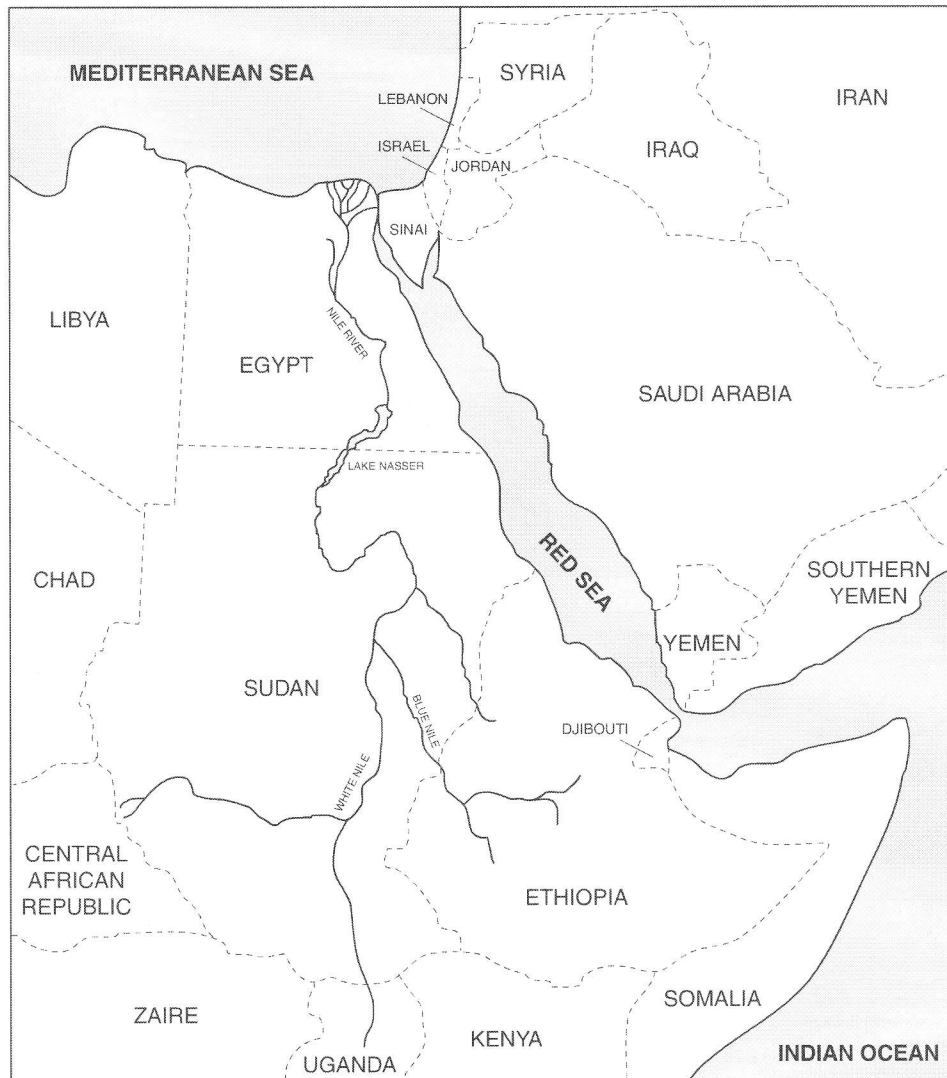 MEDITERRANEAN SEA
SYRIA
LEBANON
IRAN
ISRAEL
IRAQ
JORDAN
SINAI
LIBYA
NILE RIVER
EGYPT
SAUDI ARABIA
LAKE NASSER
RED SEA
CHAD
SOUTHERN
YEMEN
YEMEN
SUDAN
BLUE NILE
DJIBOUTI
WHITE NILE
CENTRAL
AFRICAN
REPUBLIC
ETHIOPIA
SOMALIA
ZAIRE
KENYA
UGANDA
INDIAN OCEAN